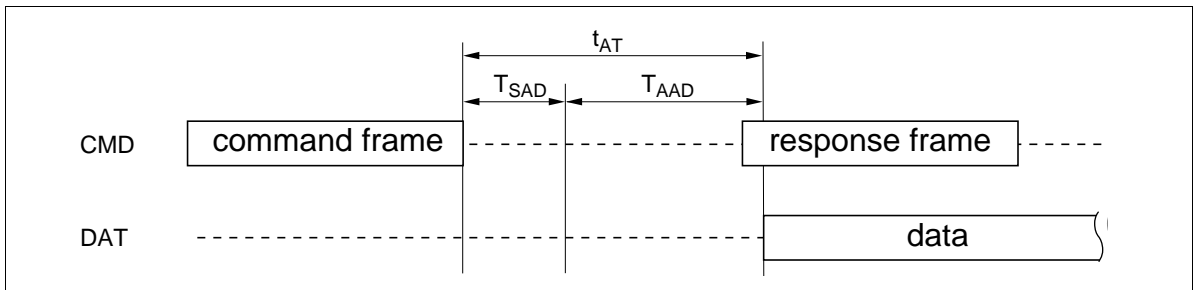 tAT
TSAD TAAD
CMD command frame response frame
DAT data